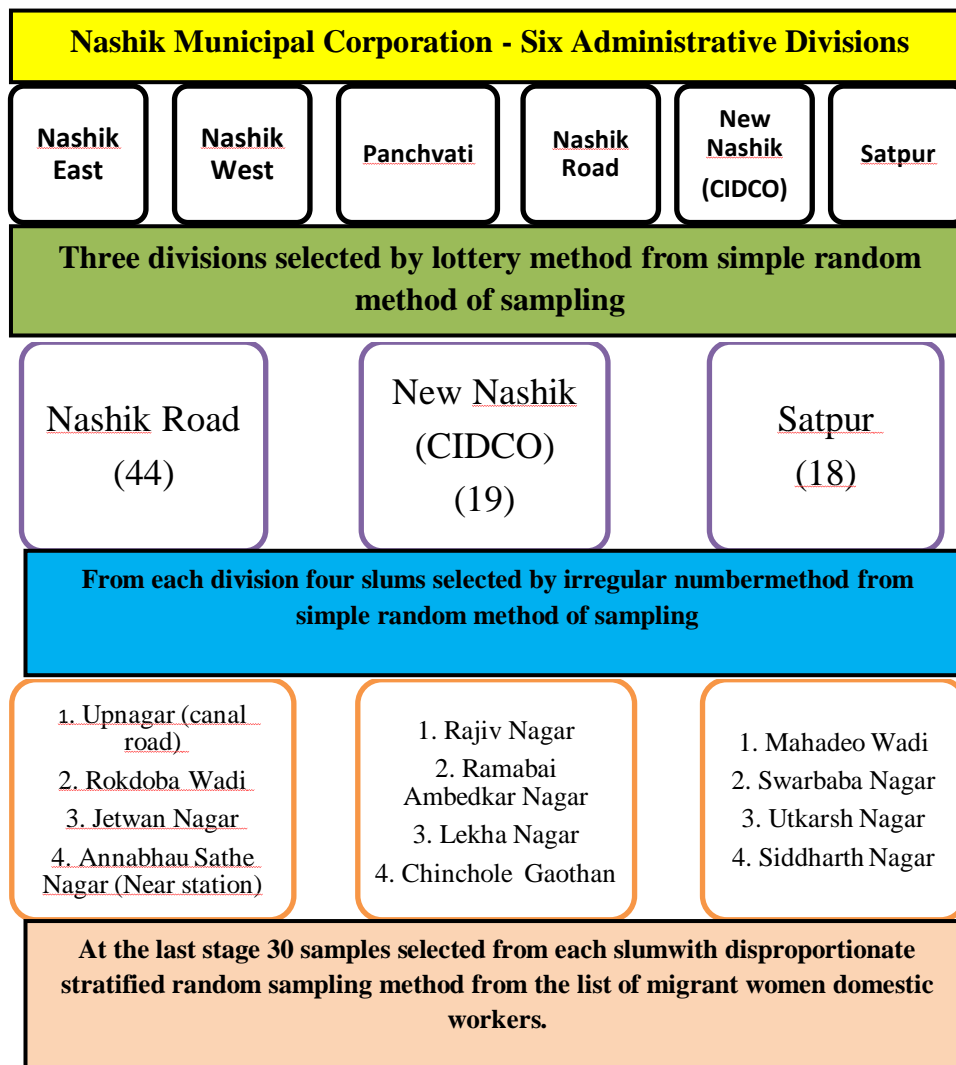 Nashik Municipal Corporation - Six Administrative Divisions
Nashik
East
Nashik
West
Panchvati
Nashik
Road
New
Nashik
(CIDCO)
Satpur
Three divisions selected by lottery method from simple random
method of sampling
Nashik Road
(44)
New Nashik
(CIDCO)
(19)
Satpur
(18)
From each division four slums selected by irregular numbermethod from
simple random method of sampling
1. Upnagar (canal
road)
2. Rokdoba Wadi
3. Jetwan Nagar
4. Annabhau Sathe
Nagar (Near station)
1. Rajiv Nagar
2. Ramabai
Ambedkar Nagar
3. Lekha Nagar
4. Chinchole Gaothan
1. Mahadeo Wadi
2. Swarbaba Nagar
3. Utkarsh Nagar
4. Siddharth Nagar
At the last stage 30 samples selected from each slumwith disproportionate
stratified random sampling method from the list of migrant women domestic
workers.